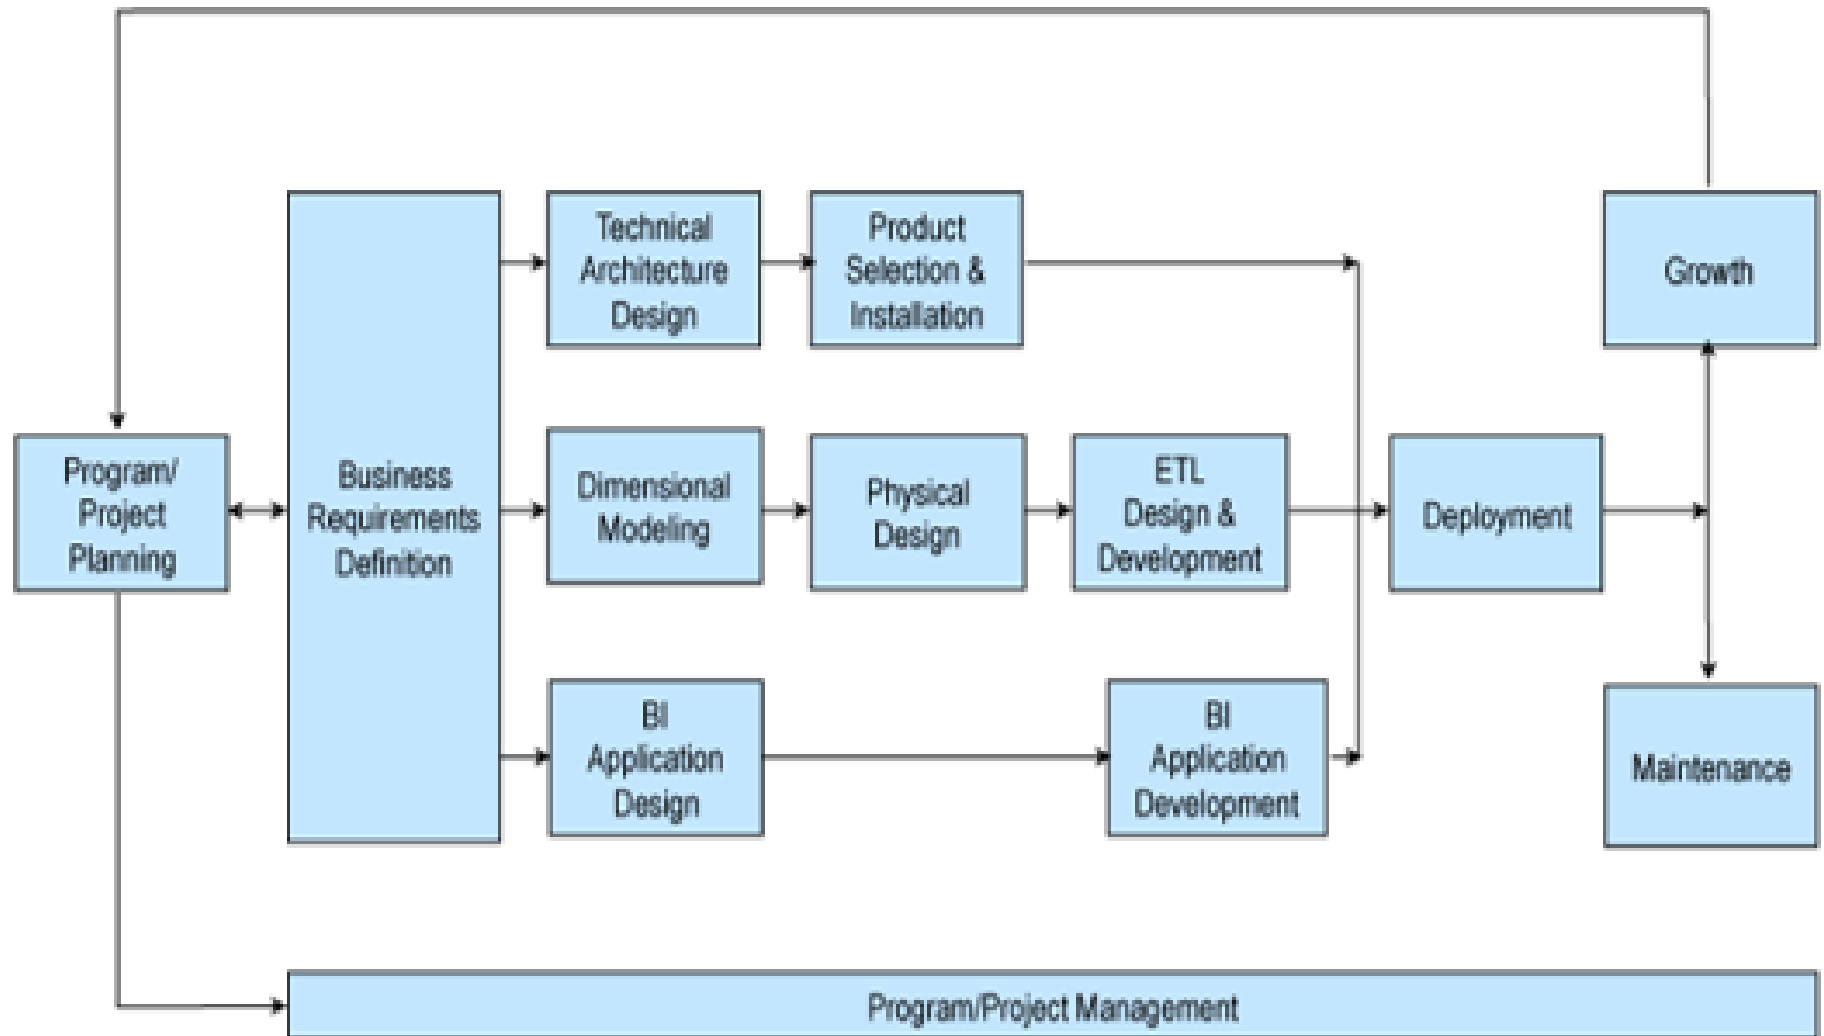 Technical
Architecture
Design
Product
Selection &
Installation
Growth
Program/
Project
Planning
Business
Requirements
Definition
Dimensional
Modeling
Physical
Design
ETL
Design &
Development
Deployment
BI
Application
Design
BI
Application
Development
Maintenance
Program/Project Management